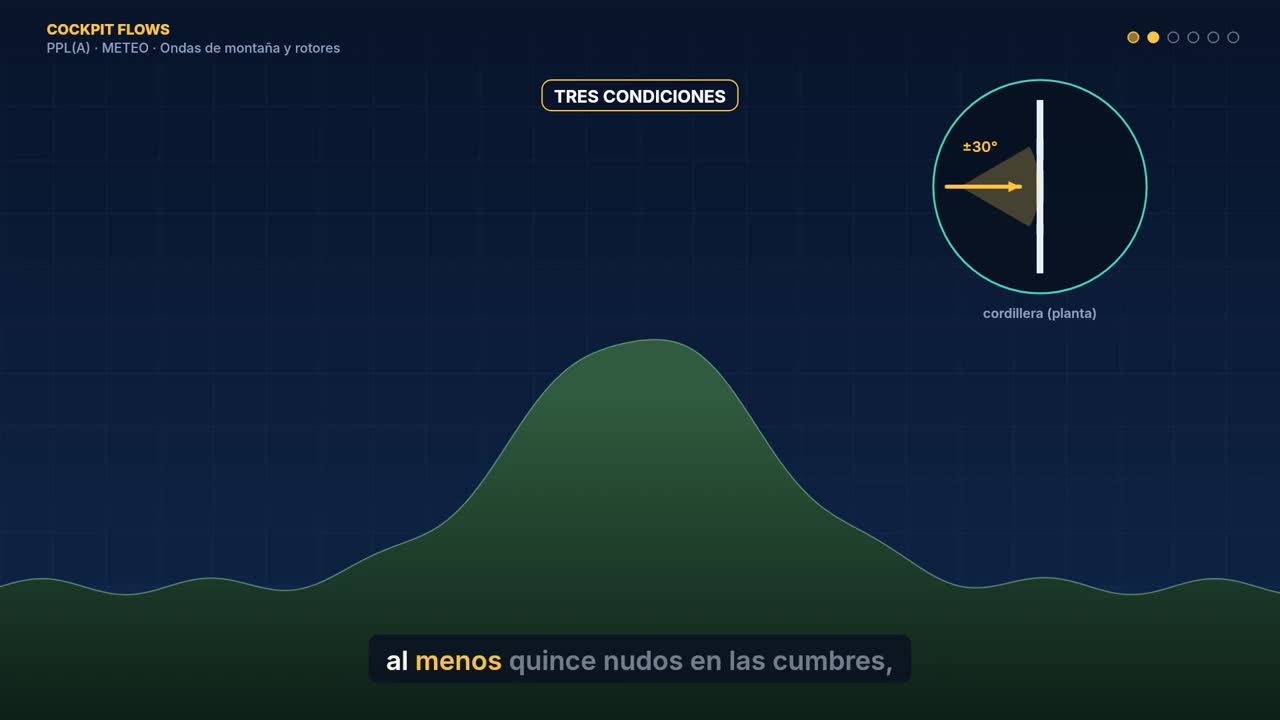 COCKPIT FLOWS
PPL(A) · METEO · Ondas de montaña y rotores
TRES CONDICIONES
±30°
cordillera (planta)
al menos quince nudos en las cumbres,